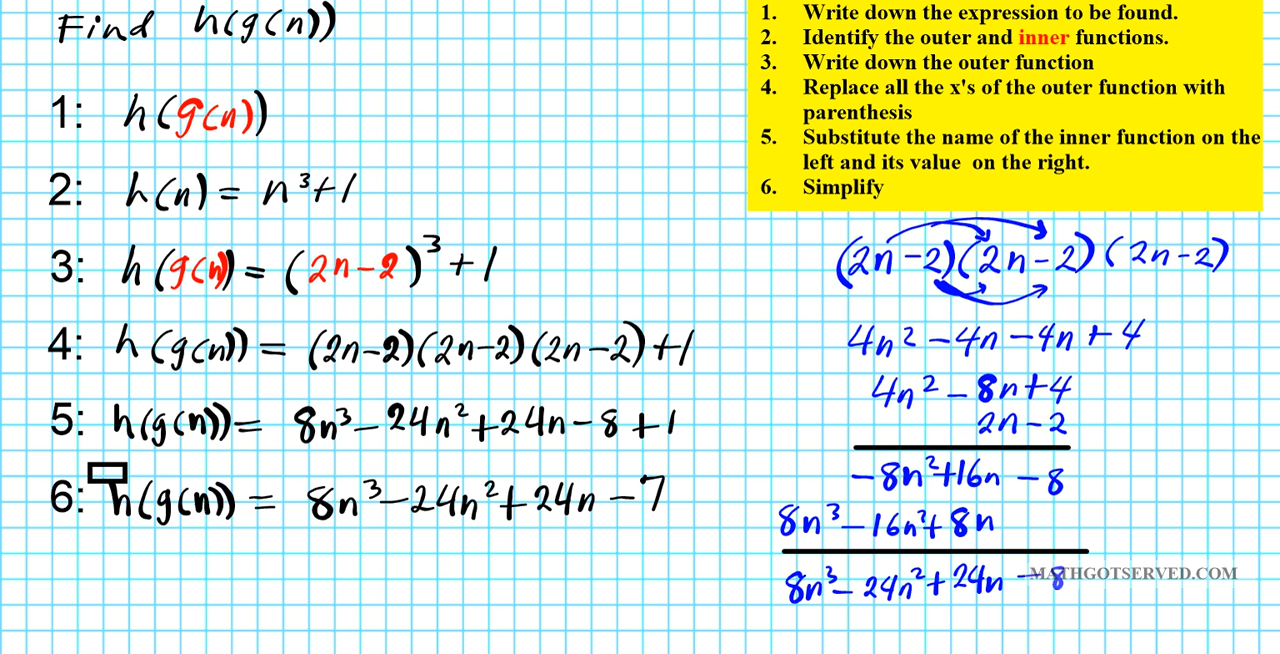 Find h(g(n))
1: h(g(n))
2: h(n) = n³+1
3: h(g(n)) = (2n-2)³+1
4: h(g(n)) = (2n-2)(2n-2)(2n-2)+1
5: h(g(n)) = 8n³-24n²+24n-8+1
6: h(g(n)) = 8n³-24n²+24n-7
1. Write down the expression to be found.
2. Identify the outer and inner functions.
3. Write down the outer function
4. Replace all the x's of the outer function with
parenthesis
5. Substitute the name of the inner function on the
left and its value on the right.
6. Simplify
(2n-2)(2n-2)(2n-2)
4n²-4n-4n+4
4n²-8n+4
2n-2
-8n²+16n-8
8n³-16n²+8n
8n³-24n²+24n-8
MATHGOTSERVED.COM